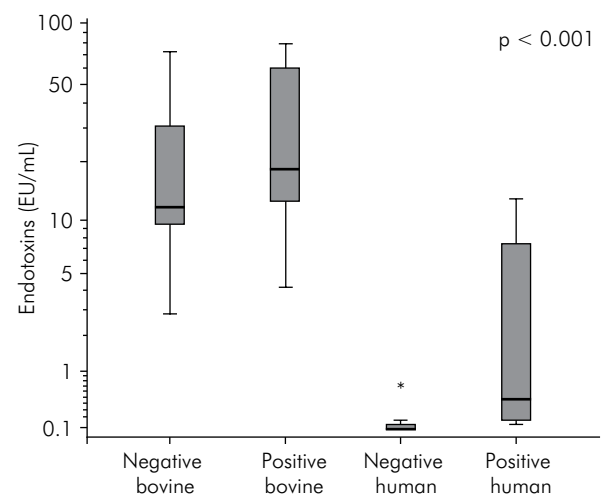 100
50
10
5
1
0.1
Endotoxins (EU/mL)
p < 0.001
*
Negative bovine
Positive bovine
Negative human
Positive human